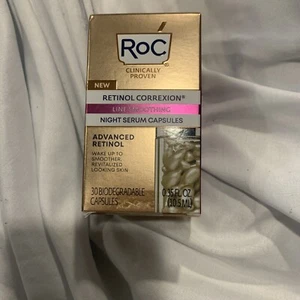 RoC
CLINICALLY
PROVEN
NEW
RETINOL CORREXION®
LINE SMOOTHING
NIGHT SERUM CAPSULES
ADVANCED
RETINOL
WAKE UP TO
SMOOTHER,
REVITALIZED
LOOKING SKIN
30 BIODEGRADABLE
CAPSULES
0.35 FL. OZ.
(10.5 mL)